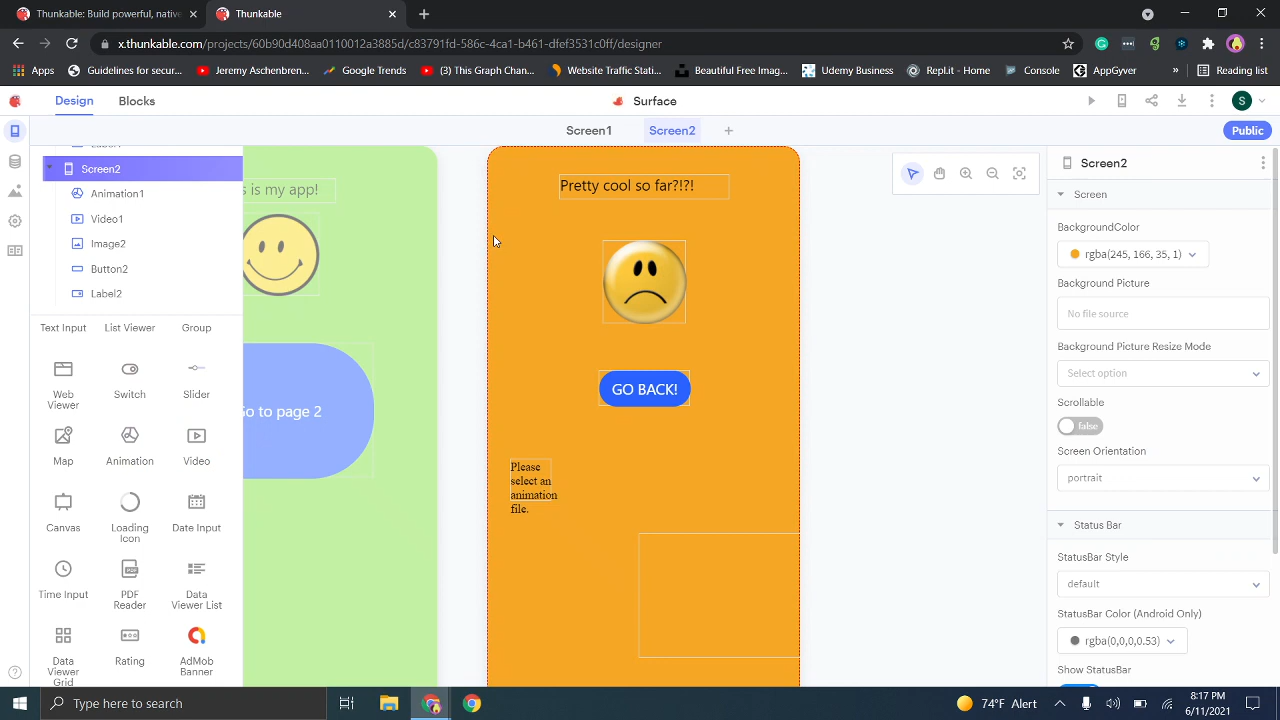 Thunkable: Build powerful, native
Thunkable
x.thunkable.com/projects/60b90d408aa0110012a3885d/c83791fd-586c-4ca1-b461-dfef3531c0ff/designer
Apps
Guidelines for secur...
Jeremy Aschenbren...
Google Trends
(3) This Graph Chan...
Website Traffic Stati...
Beautiful Free Imag...
Udemy Business
Replit - Home
Console
Apptopia
»
Reading list
Design
Blocks
Surface
S
Screen1
Screen2
Public
Screen2
Animation1
Video1
Image2
Button2
Label2
Text Input
List Viewer
Group
Web Viewer
Switch
Slider
Map
Animation
Video
Canvas
Loading Icon
Date Input
Time Input
PDF Reader
Data Viewer List
Data Viewer Grid
Rating
AdMob Banner
s is my app!
Go to page 2
Pretty cool so far?!?!
GO BACK!
Please
select an
animation
file.
Screen2
Screen
BackgroundColor
rgba(245, 166, 35, 1)
Background Picture
No file source
Background Picture Resize Mode
Select option
Scrollable
false
Screen Orientation
portrait
Status Bar
StatusBar Style
default
StatusBar Color (Android Only)
rgba(0,0,0,0.53)
Show StatusBar
Type here to search
74°F Alert
8:17 PM
6/11/2021